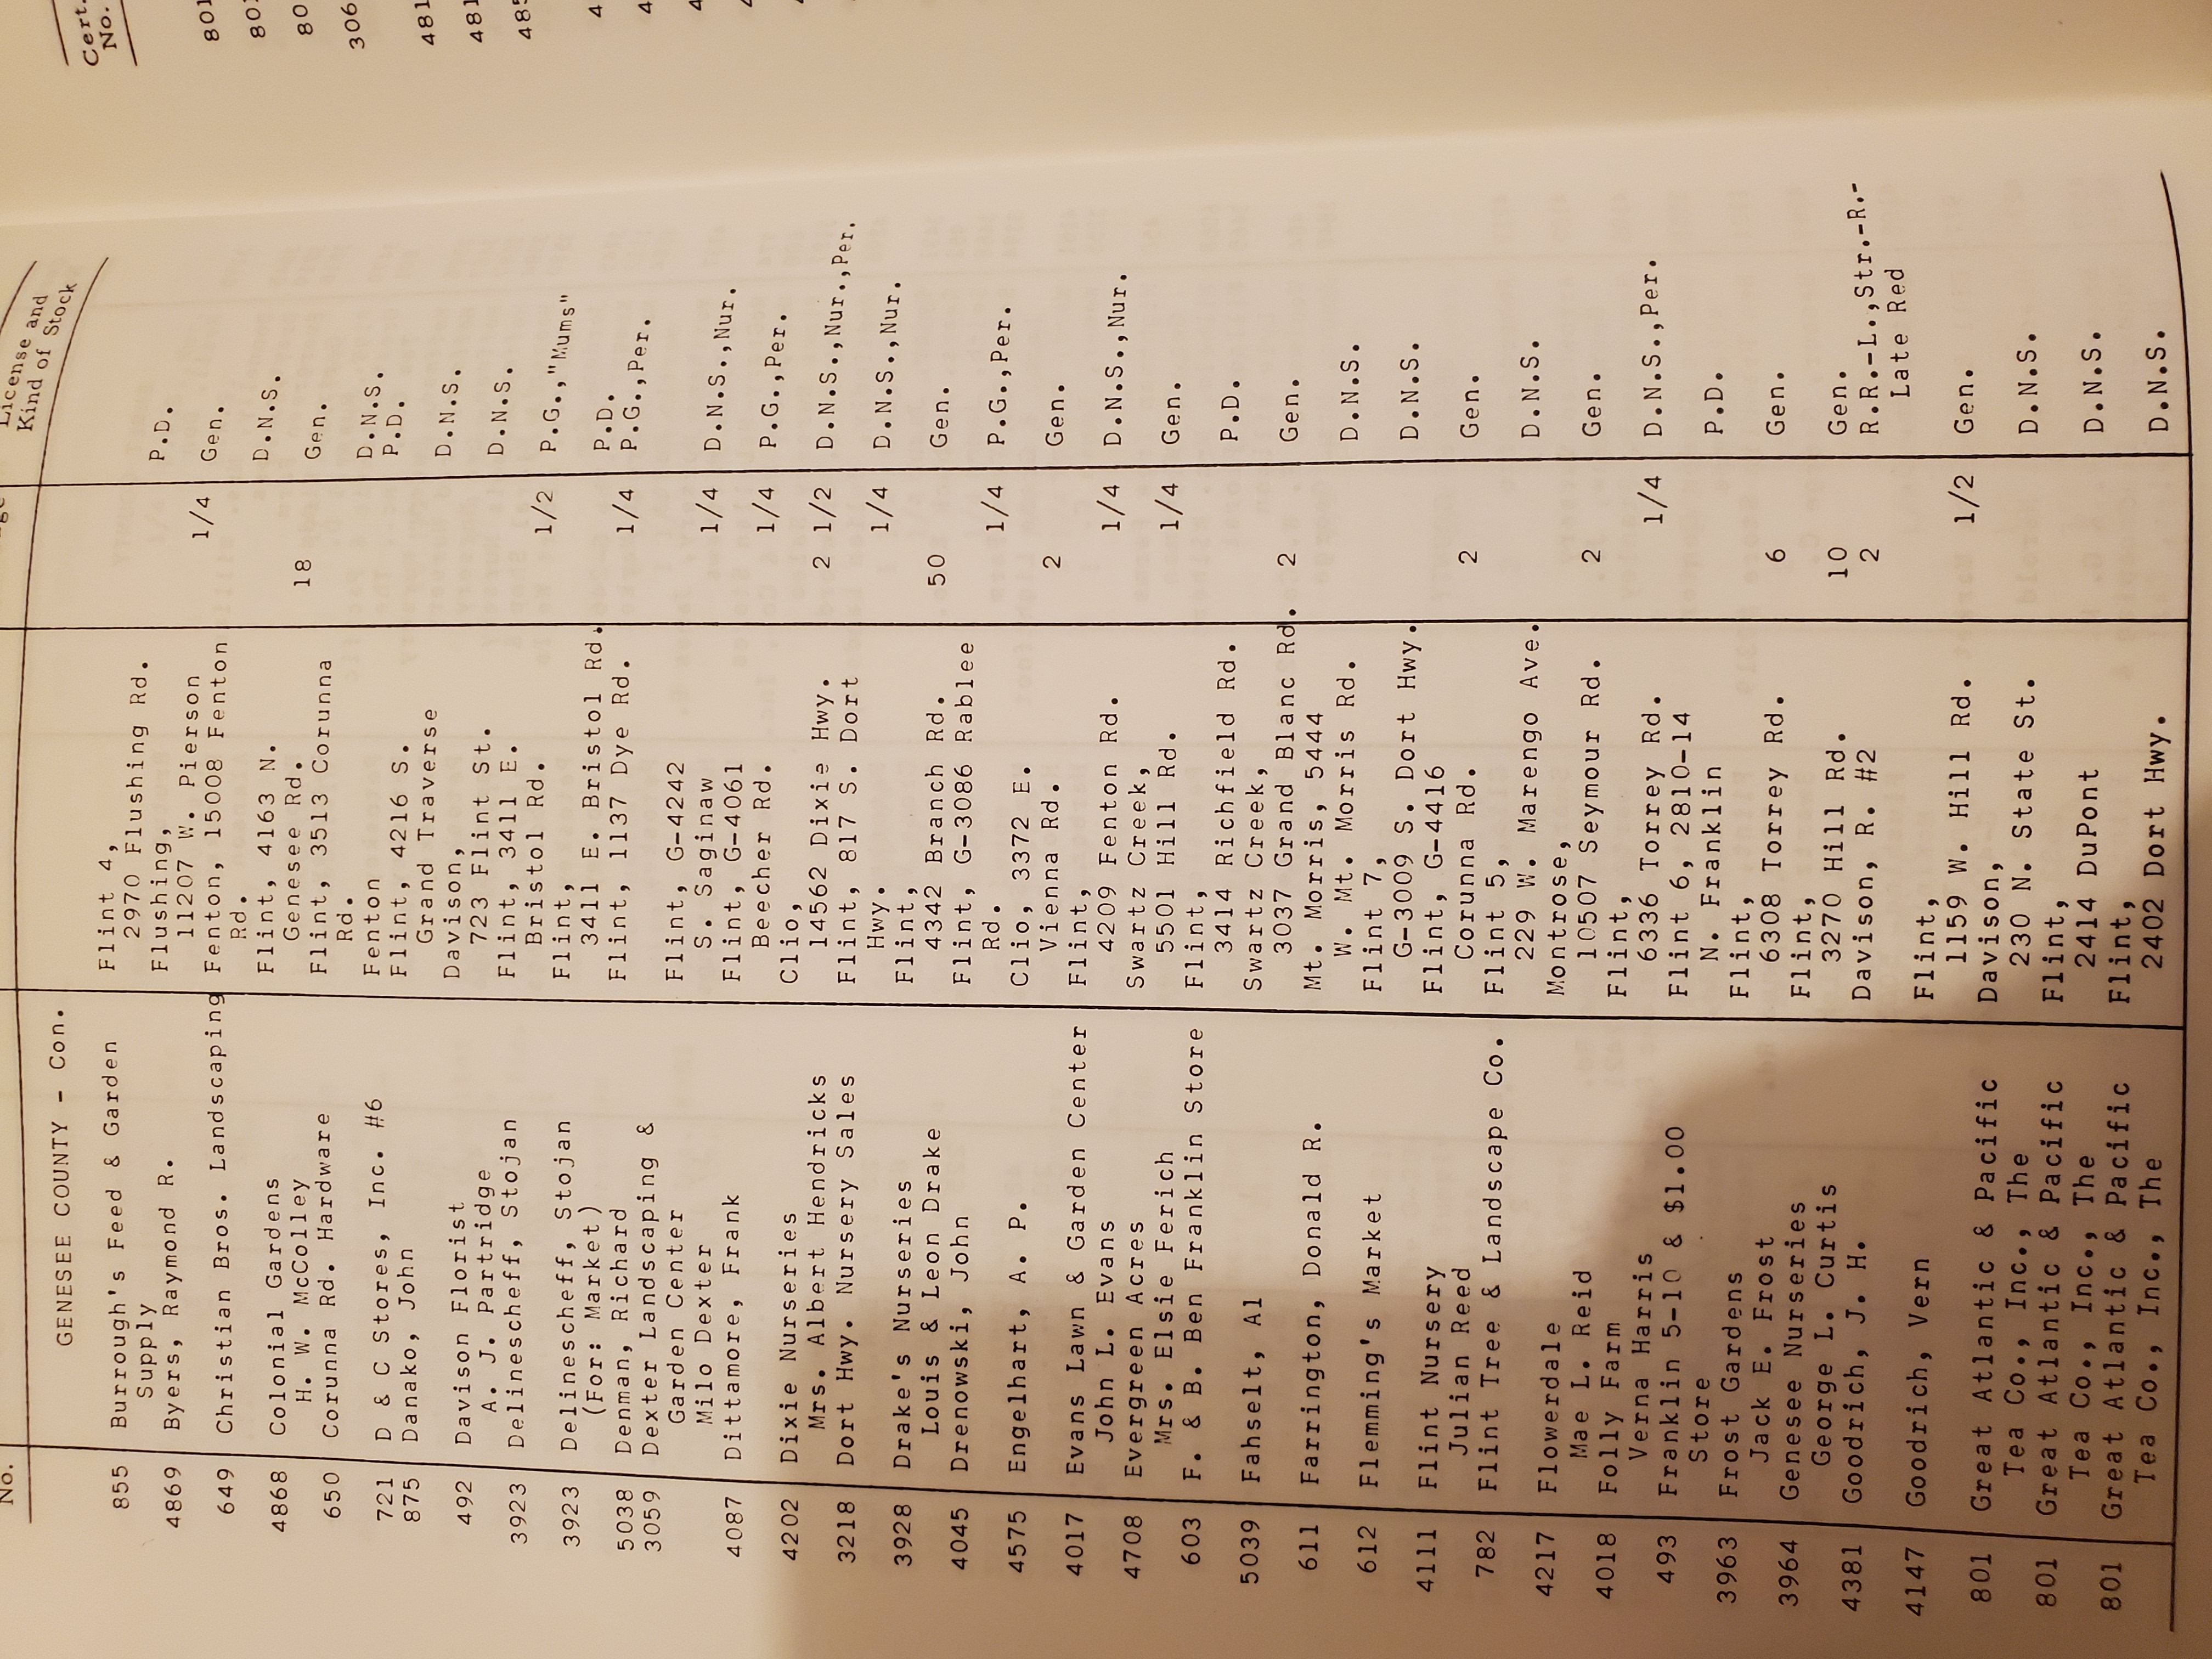 No.
License and
Kind of Stock
GENESEE COUNTY - Con.
855 Burrough's Feed & Garden Flint 4,
Supply 2970 Flushing Rd. P.D.
4869 Byers, Raymond R. Flushing,
11207 W. Pierson 1/4 Gen.
649 Christian Bros. Landscaping Fenton, 15008 Fenton
Rd. D.N.S.
4868 Colonial Gardens Flint, 4163 N.
H. W. McColley Genesee Rd. 18 Gen.
650 Corunna Rd. Hardware Flint, 3513 Corunna
Rd. D.N.S.
721 D & C Stores, Inc. #6 Fenton P.D.
875 Danako, John Flint, 4216 S.
Grand Traverse D.N.S.
492 Davison Florist Davison,
A. J. Partridge 723 Flint St. D.N.S.
3923 Delinescheff, Stojan Flint, 3411 E.
Bristol Rd. 1/2 P.G.,"Mums"
3923 Delinescheff, Stojan Flint,
(For: Market) 3411 E. Bristol Rd. P.D.
5038 Denman, Richard Flint, 1137 Dye Rd. 1/4 P.G.,Per.
3059 Dexter Landscaping &
Garden Center Flint, G-4242
Milo Dexter S. Saginaw 1/4 D.N.S.,Nur.
4087 Dittamore, Frank Flint, G-4061
Beecher Rd. 1/4 P.G.,Per.
4202 Dixie Nurseries Clio,
Mrs. Albert Hendricks 14562 Dixie Hwy. 2 1/2 D.N.S.,Nur.,Per.
3218 Dort Hwy. Nursery Sales Flint, 817 S. Dort
Hwy. 1/4 D.N.S.,Nur.
3928 Drake's Nurseries Flint,
Louis & Leon Drake 4342 Branch Rd. 50 Gen.
4045 Drenowski, John Flint, G-3086 Rablee
Rd. 1/4 P.G.,Per.
4575 Engelhart, A. P. Clio, 3372 E.
Vienna Rd. 2 Gen.
4017 Evans Lawn & Garden Center Flint,
John L. Evans 4209 Fenton Rd. 1/4 D.N.S.,Nur.
4708 Evergreen Acres Swartz Creek,
Mrs. Elsie Ferich 5501 Hill Rd. 1/4 Gen.
603 F. & B. Ben Franklin Store Flint,
3414 Richfield Rd. P.D.
5039 Fahselt, Al Swartz Creek,
3037 Grand Blanc Rd. 2 Gen.
611 Farrington, Donald R. Mt. Morris, 5444
W. Mt. Morris Rd. D.N.S.
612 Flemming's Market Flint 7,
G-3009 S. Dort Hwy. D.N.S.
4111 Flint Nursery Flint, G-4416
Julian Reed Corunna Rd. 2 Gen.
782 Flint Tree & Landscape Co. Flint 5,
229 W. Marengo Ave. D.N.S.
4217 Flowerdale Montrose,
Mae L. Reid 10507 Seymour Rd. 2 Gen.
4018 Folly Farm Flint,
Verna Harris 6336 Torrey Rd. 1/4 D.N.S.,Per.
493 Franklin 5-10 & $1.00 Flint 6, 2810-14
Store N. Franklin P.D.
3963 Frost Gardens Flint,
Jack E. Frost 6308 Torrey Rd. 6 Gen.
3964 Genesee Nurseries Flint,
George L. Curtis 3270 Hill Rd. 10 Gen.
4381 Goodrich, J. H. Davison, R. #2 2 R.R.-L.,Str.-R.-
Late Red
4147 Goodrich, Vern Flint,
1159 W. Hill Rd. 1/2 Gen.
801 Great Atlantic & Pacific Davison,
Tea Co., Inc., The 230 N. State St. D.N.S.
801 Great Atlantic & Pacific Flint,
Tea Co., Inc., The 2414 DuPont D.N.S.
801 Great Atlantic & Pacific Flint,
Tea Co., Inc., The 2402 Dort Hwy. D.N.S.
Cert.
No.